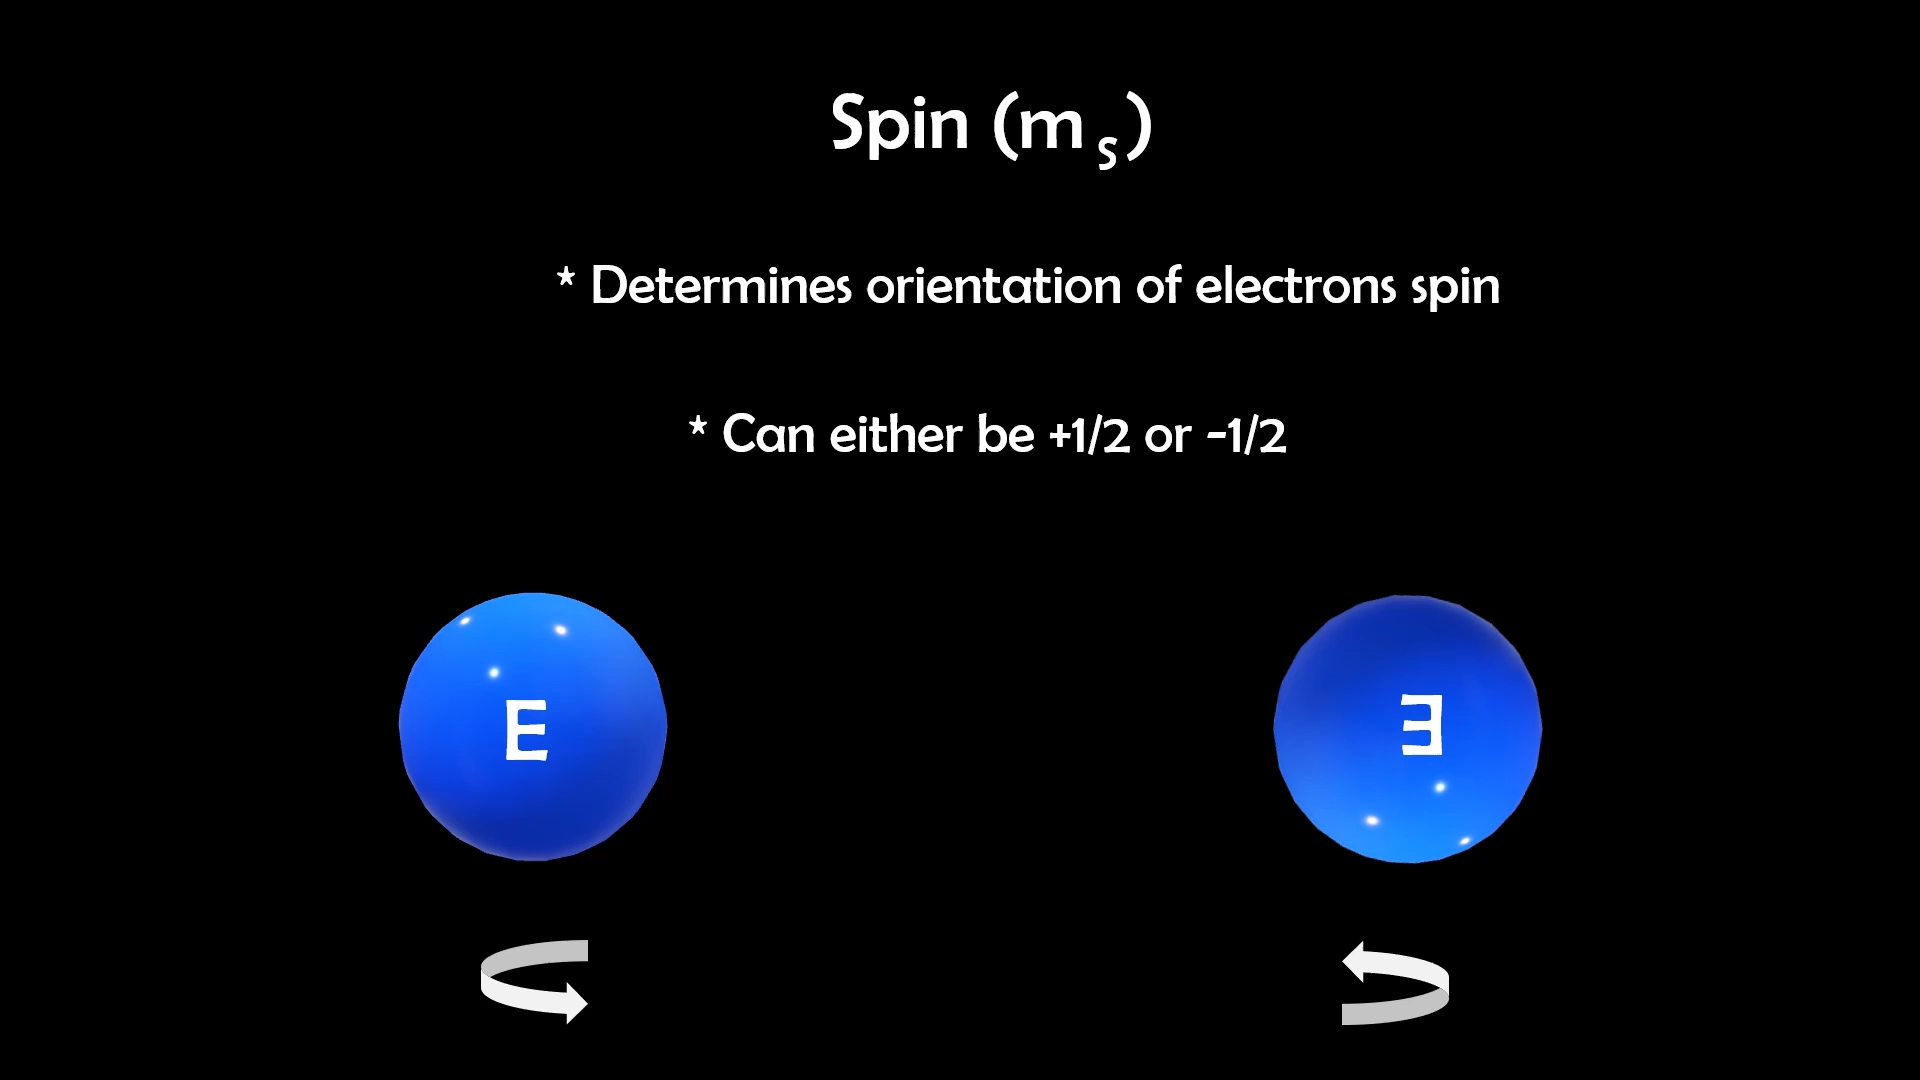 Spin (m s)
* Determines orientation of electrons spin
* Can either be +1/2 or -1/2
E E